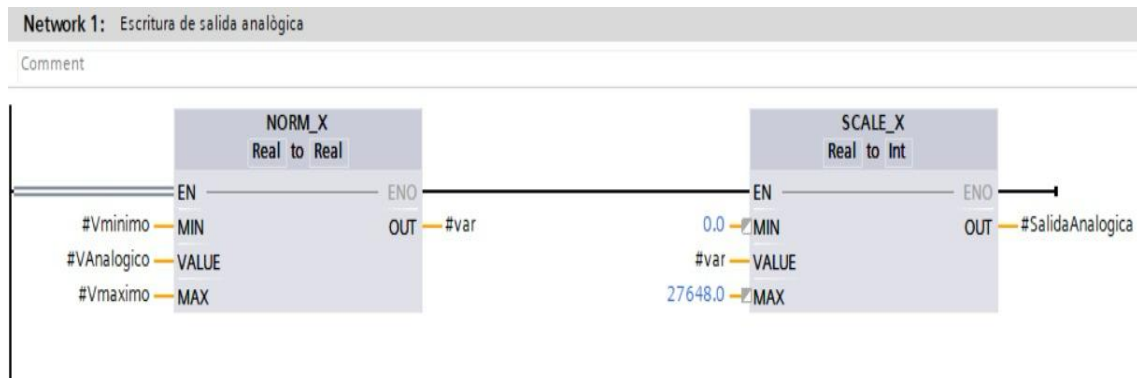 Network 1: Escritura de salida analògica
Comment
NORM_X
Real to Real
EN ENO
#Vminimo MIN OUT #var
#VAnalogico VALUE
#Vmaximo MAX
SCALE_X
Real to Int
EN ENO
0.0 MIN OUT #SalidaAnalogica
#var VALUE
27648.0 MAX